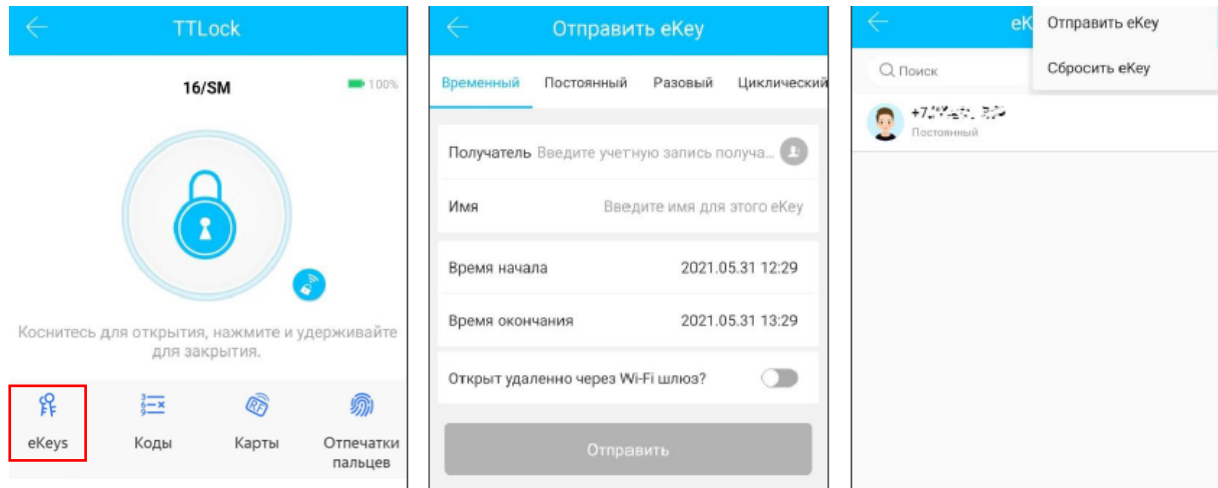 TTLock
16/SM
100%
Коснитесь для открытия, нажмите и удерживайте
для закрытия.
eKeys
Коды
Карты
Отпечатки
пальцев
Отправить eKey
Временный Постоянный Разовый Циклический
Получатель Введите учетную запись получа...
Имя Введите имя для этого eKey
Время начала 2021.05.31 12:29
Время окончания 2021.05.31 13:29
Открыт удаленно через Wi-Fi шлюз?
Отправить
eK
Отправить eKey
Сбросить eKey
Поиск
+7
Постоянный